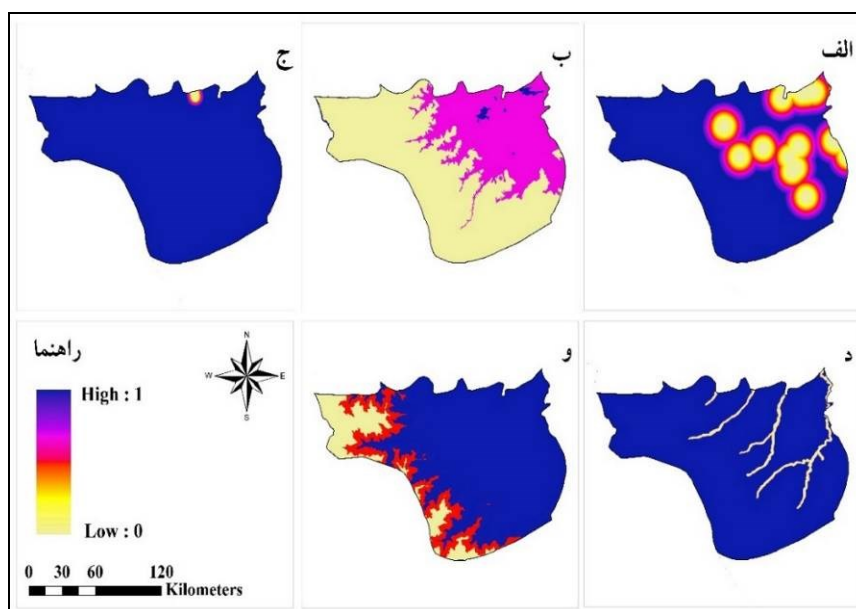 الف
ب
ج
د
و
راهنما
N
W E
S
High : 1
Low : 0
0 30 60 120
Kilometers